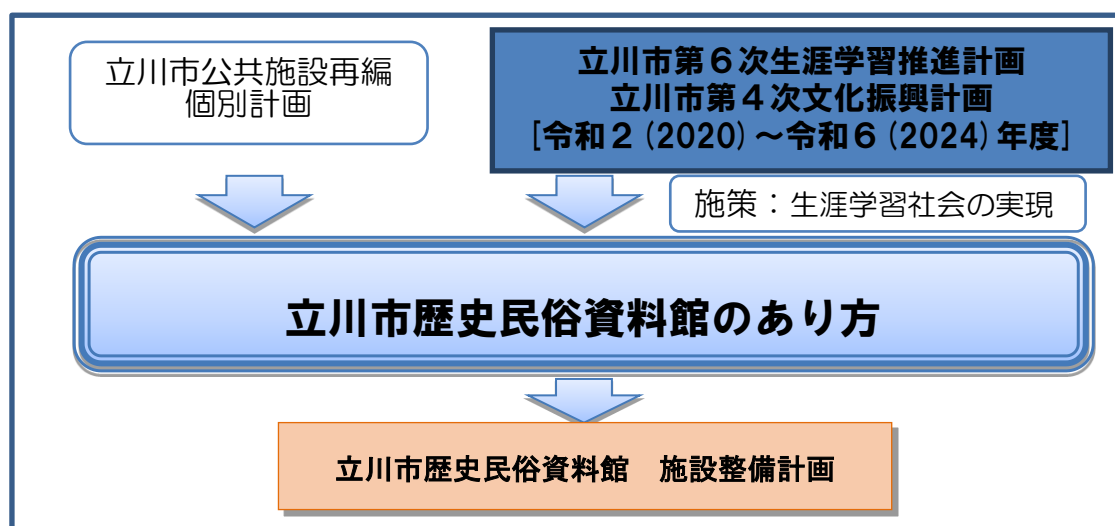 立川市公共施設再編
個別計画
立川市第６次生涯学習推進計画
立川市第４次文化振興計画
[令和２(2020)～令和６(2024)年度]
施策：生涯学習社会の実現
立川市歴史民俗資料館のあり方
立川市歴史民俗資料館　施設整備計画